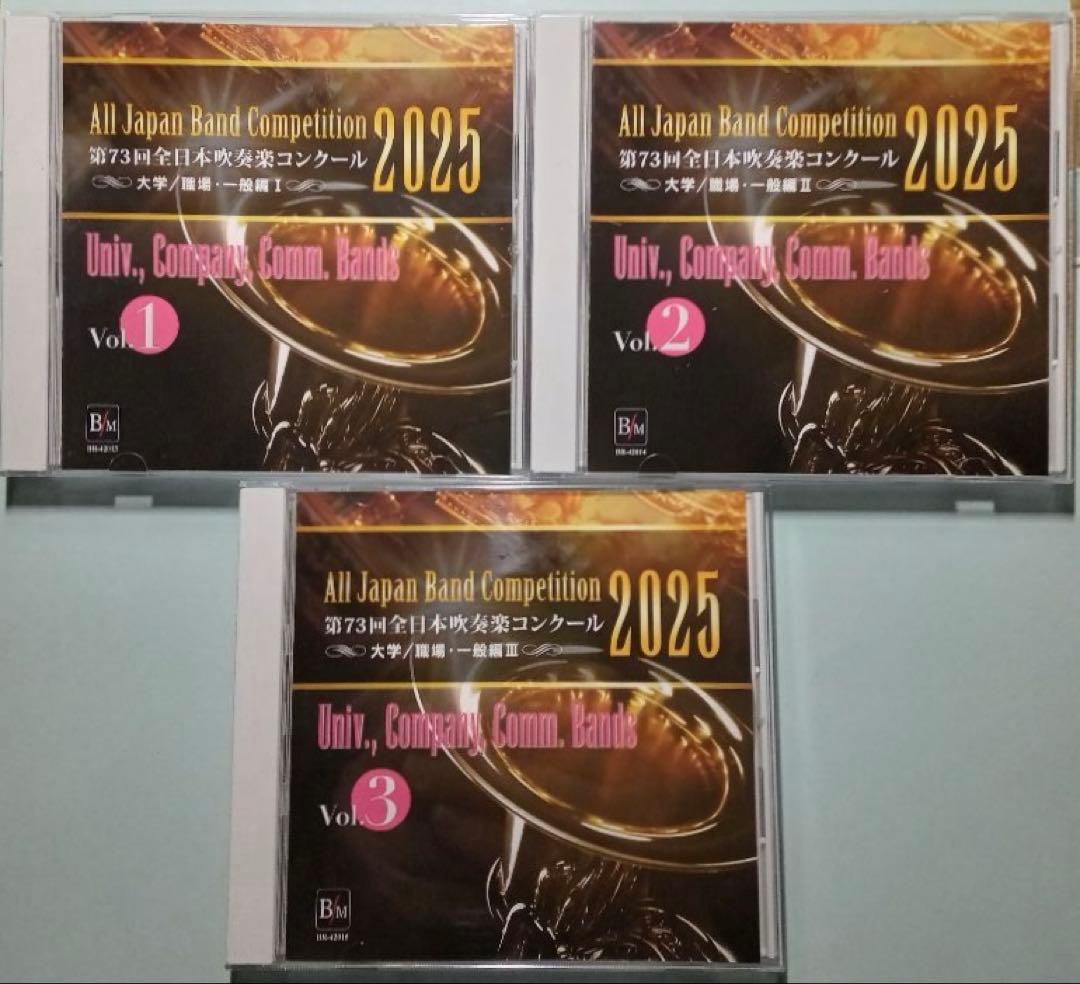 All Japan Band Competition 2025
第73回全日本吹奏楽コンクール
大学/職場・一般編 I
Univ., Company, Comm. Bands
Vol. 1
B/M
All Japan Band Competition 2025
第73回全日本吹奏楽コンクール
大学/職場・一般編 II
Univ., Company, Comm. Bands
Vol. 2
B/M
All Japan Band Competition 2025
第73回全日本吹奏楽コンクール
大学/職場・一般編 III
Univ., Company, Comm. Bands
Vol. 3
B/M